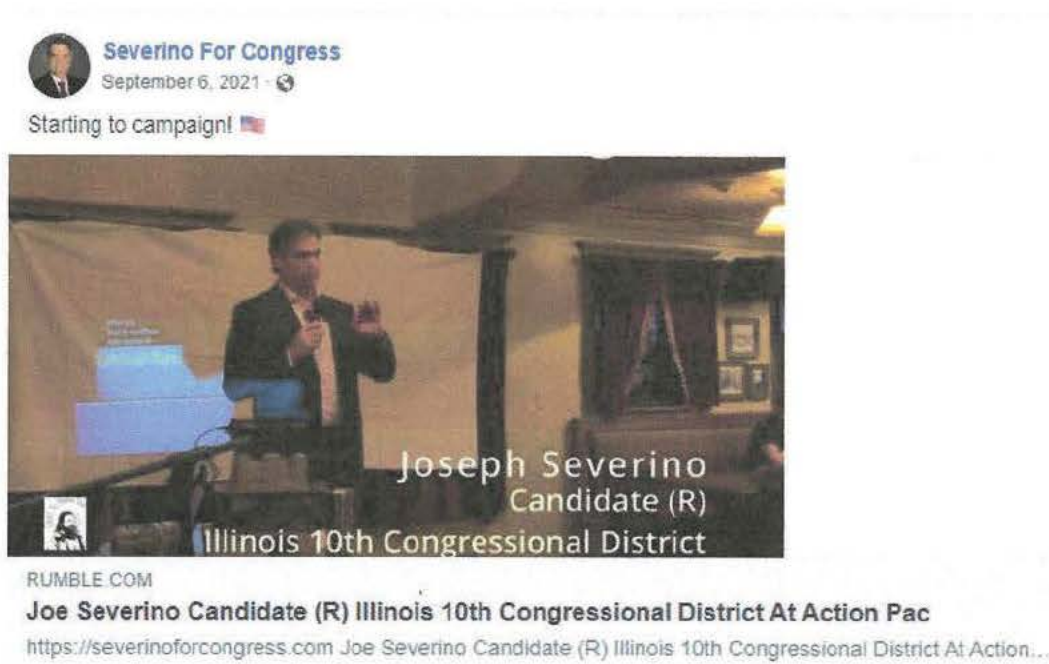 Severino For Congress
September 6, 2021
Starting to campaign!
Joseph Severino
Candidate (R)
Illinois 10th Congressional District
RUMBLE.COM
Joe Severino Candidate (R) Illinois 10th Congressional District At Action Pac
https://severinoforcongress.com Joe Severino Candidate (R) Illinois 10th Congressional District At Action...